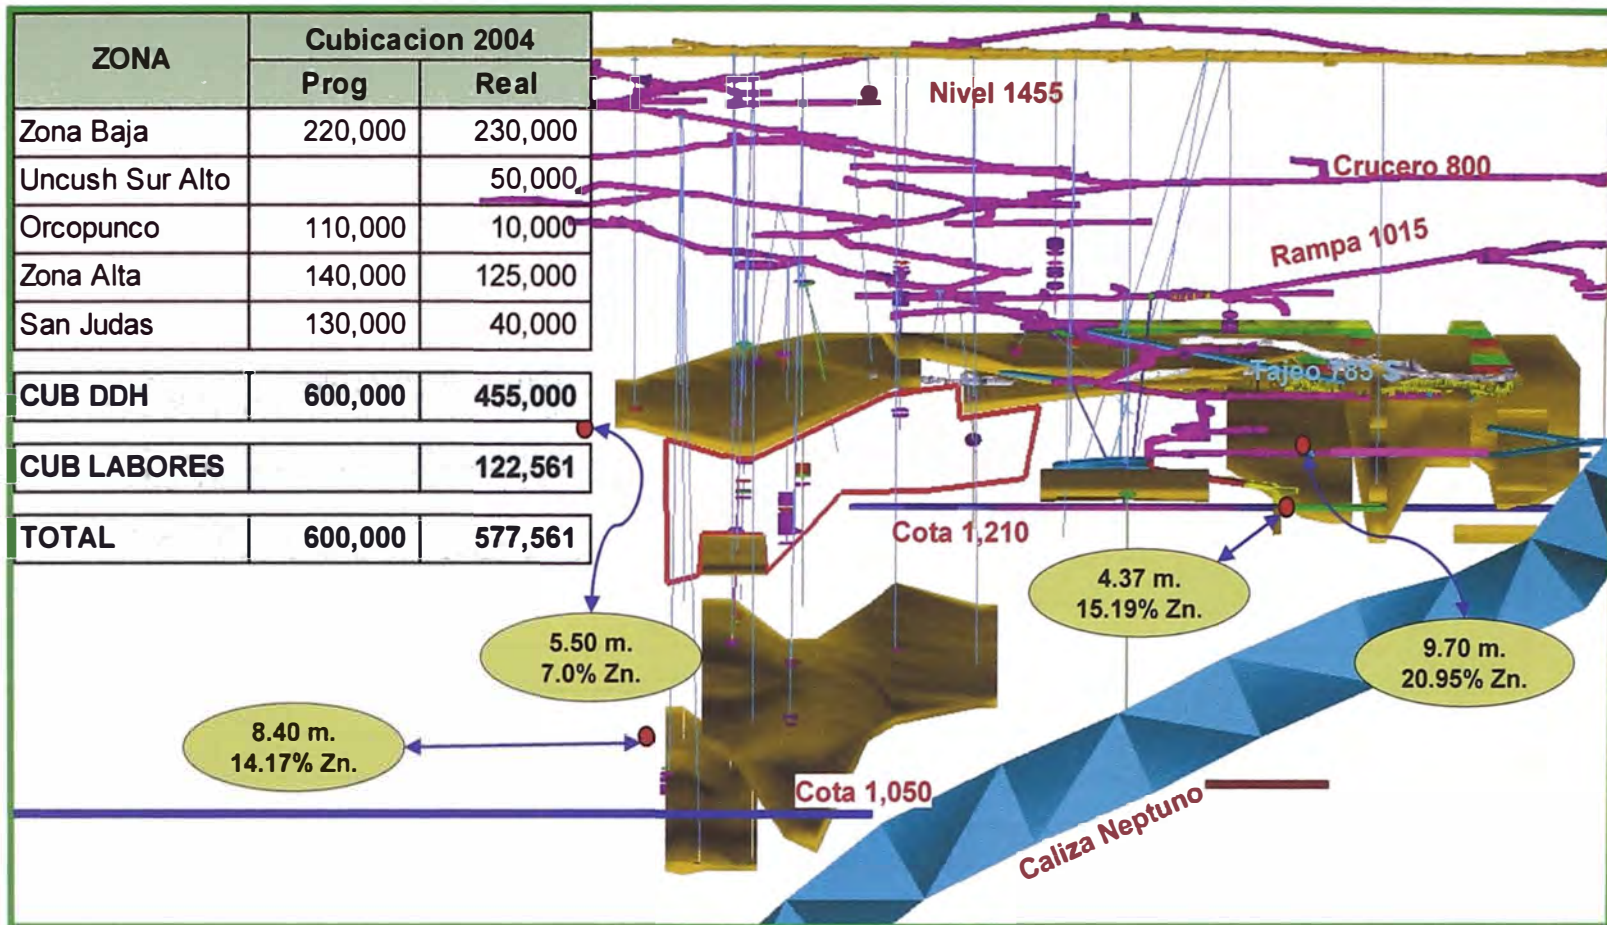 ZONA Cubicacion 2004
Prog Real
Zona Baja 220,000 230,000
Uncush Sur Alto 50,000
Orcopunco 110,000 10,000
Zona Alta 140,000 125,000
San Judas 130,000 40,000
CUB DDH 600,000 455,000
CUB LABORES 122,561
TOTAL 600,000 577,561
Nivel 1455
Crucero 800
Rampa 1015
Tajeo 785 S
Cota 1,210
4.37 m.
15.19% Zn.
5.50 m.
7.0% Zn.
9.70 m.
20.95% Zn.
8.40 m.
14.17% Zn.
Cota 1,050
Caliza Neptuno